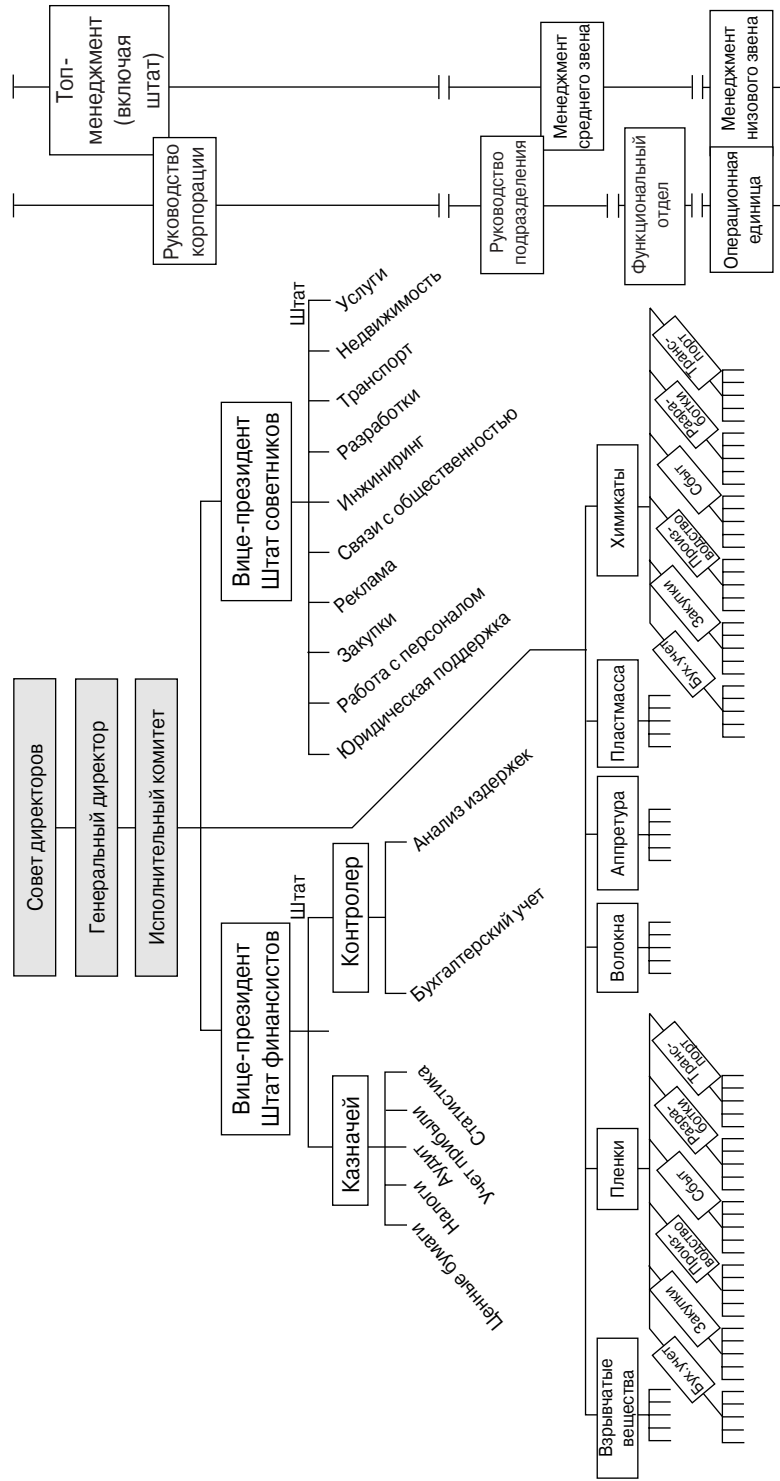 Совет директоров
Генеральный директор
Исполнительный комитет
Вице-президент
Штат финансистов
Штат
Казначей
Ценные бумаги
Налоги
Аудит
Учет прибыли
Статистика
Контролер
Бухгалтерский учет
Анализ издержек
Вице-президент
Штат советников
Штат
Юридическая поддержка
Работа с персоналом
Закупки
Реклама
Связи с общественностью
Инжиниринг
Разработки
Транспорт
Недвижимость
Услуги
Взрывчатые
вещества
Пленки
Волокна
Аппретура
Пластмасса
Химикаты
Бух.учет
Закупки
Произ-
водство
Сбыт
Разра-
ботки
Транс-
порт
Бух.учет
Закупки
Произ-
водство
Сбыт
Разра-
ботки
Транс-
порт
Топ-
менеджмент
(включая
штат)
Руководство
корпорации
Менеджмент
среднего звена
Руководство
подразделения
Функциональный
отдел
Менеджмент
низового звена
Операционная
единица